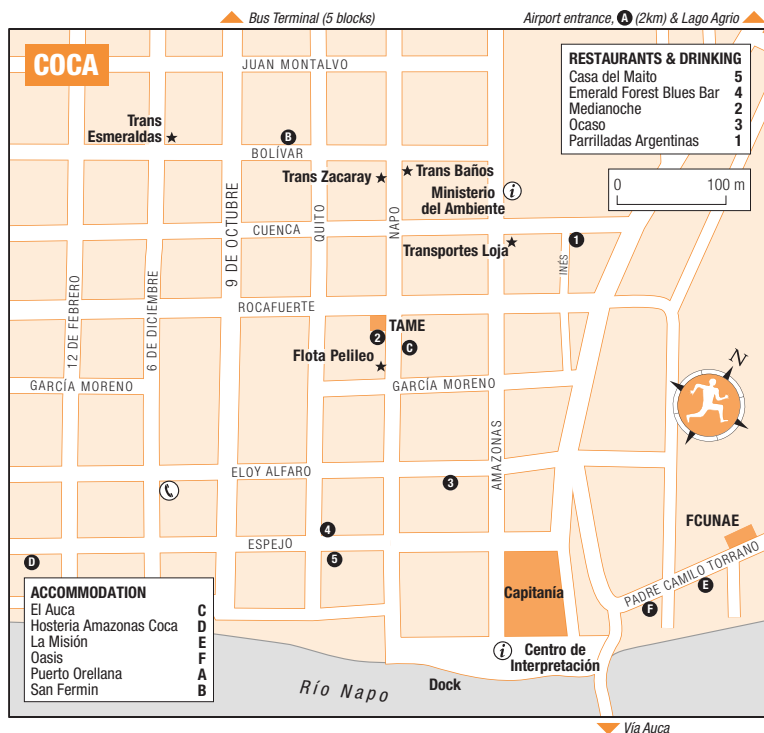 Bus Terminal (5 blocks)
Airport entrance, A (2km) & Lago Agrio
COCA
JUAN MONTALVO
RESTAURANTS & DRINKING
Casa del Maito 5
Emerald Forest Blues Bar 4
Medianoche 2
Ocaso 3
Parrilladas Argentinas 1
Trans
Esmeraldas
B
BOLÍVAR
Trans Zacaray
Trans Baños
Ministerio
del Ambiente
i
0 100 m
9 DE OCTUBRE
QUITO
NAPO
CUENCA
Transportes Loja
1
INÉS
12 DE FEBRERO
6 DE DICIEMBRE
ROCAFUERTE
TAME
2
C
Flota Pelileo
N
GARCÍA MORENO
GARCÍA MORENO
AMAZONAS
ELOY ALFARO
3
4
ESPEJO
5
D
FCUNAE
PADRE CAMILO TORRANO
E
F
Capitanía
ACCOMMODATION
El Auca C
Hosteria Amazonas Coca D
La Misión E
Oasis F
Puerto Orellana A
San Fermin B
i
Centro de
Interpretación
Río Napo
Dock
Vía Auca